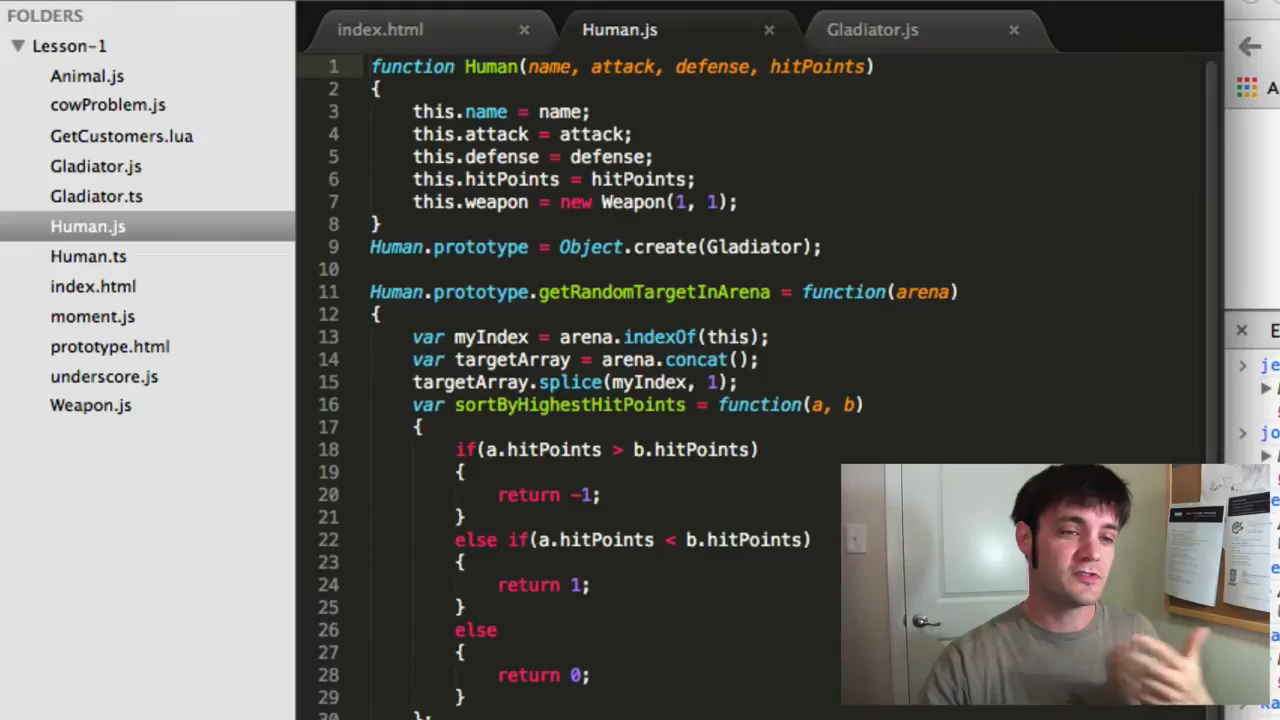 FOLDERS
Lesson-1
Animal.js
cowProblem.js
GetCustomers.lua
Gladiator.js
Gladiator.ts
Human.js
Human.ts
index.html
moment.js
prototype.html
underscore.js
Weapon.js
index.html Human.js Gladiator.js
1 function Human(name, attack, defense, hitPoints)
2 {
3 this.name = name;
4 this.attack = attack;
5 this.defense = defense;
6 this.hitPoints = hitPoints;
7 this.weapon = new Weapon(1, 1);
8 }
9 Human.prototype = Object.create(Gladiator);
10
11 Human.prototype.getRandomTargetInArena = function(arena)
12 {
13 var myIndex = arena.indexOf(this);
14 var targetArray = arena.concat();
15 targetArray.splice(myIndex, 1);
16 var sortByHighestHitPoints = function(a, b)
17 {
18 if(a.hitPoints > b.hitPoints)
19 {
20 return -1;
21 }
22 else if(a.hitPoints < b.hitPoints)
23 {
24 return 1;
25 }
26 else
27 {
28 return 0;
29 }
30 };
A
E
je
jo